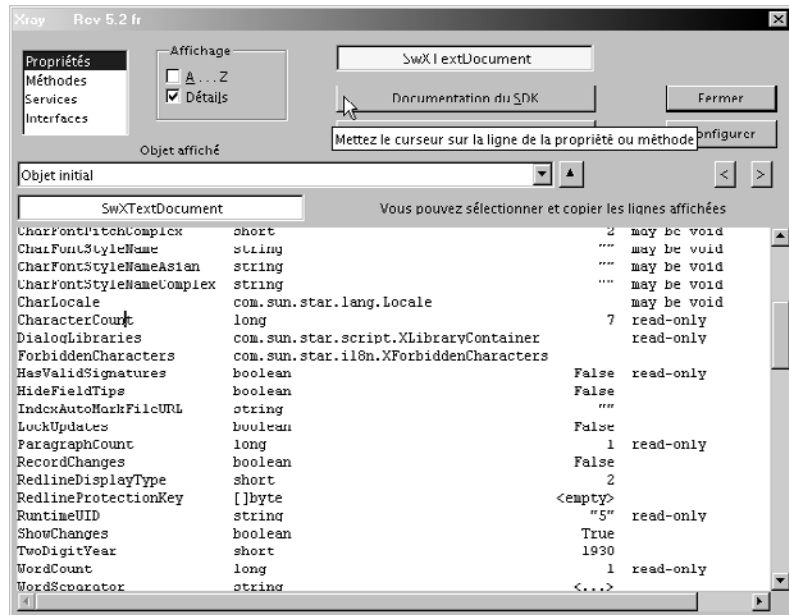 Xray Rev 5.2 fr
Propriétés
Méthodes
Services
Interfaces
Affichage
A...Z
Détails
SwXTextDocument
Documentation du SDK
Fermer
Mettez le curseur sur la ligne de la propriété ou méthode
onfigurer
Objet affiché
Objet initial
< >
SwXTextDocument
Vous pouvez sélectionner et copier les lignes affichées
CharFontPitchComplex short 2 may be void
CharFontStyleName string "" may be void
CharFontStyleNameAsian string "" may be void
CharFontStyleNameComplex string "" may be void
CharLocale com.sun.star.lang.Locale may be void
CharacterCount long 7 read-only
DialogLibraries com.sun.star.script.XLibraryContainer read-only
ForbiddenCharacters com.sun.star.i18n.XForbiddenCharacters
HasValidSignatures boolean False read-only
HideFieldTips boolean False
IndexAutoMarkFileURL string ""
LockUpdates boolean False
ParagraphCount long 1 read-only
RecordChanges boolean False
RedlineDisplayType short 2
RedlineProtectionKey []byte <empty>
RuntimeUID string "5" read-only
ShowChanges boolean True
TwoDigitYear short 1930
WordCount long 1 read-only
WordSeparator string <...>